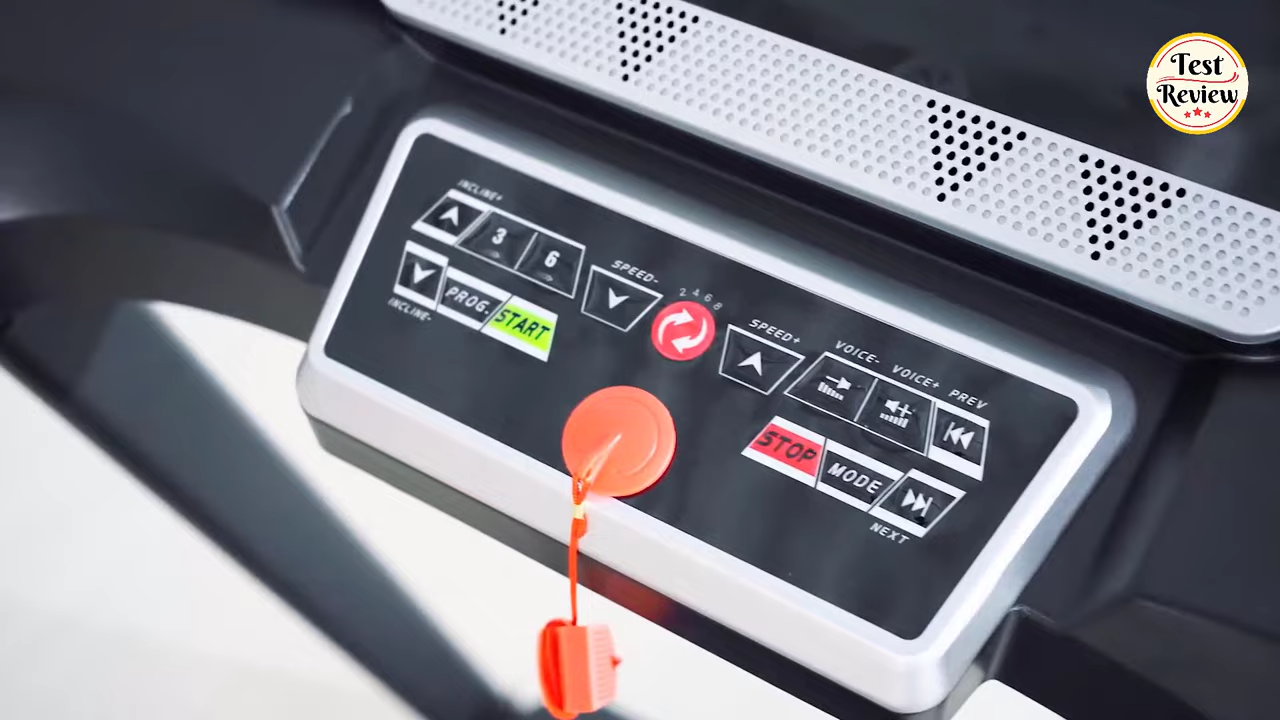 Test
Review
INCLINE+
3 6
INCLINE-
PROG.
START
SPEED-
2 4 6 8
SPEED+
VOICE-
VOICE+
PREV
STOP
MODE
NEXT